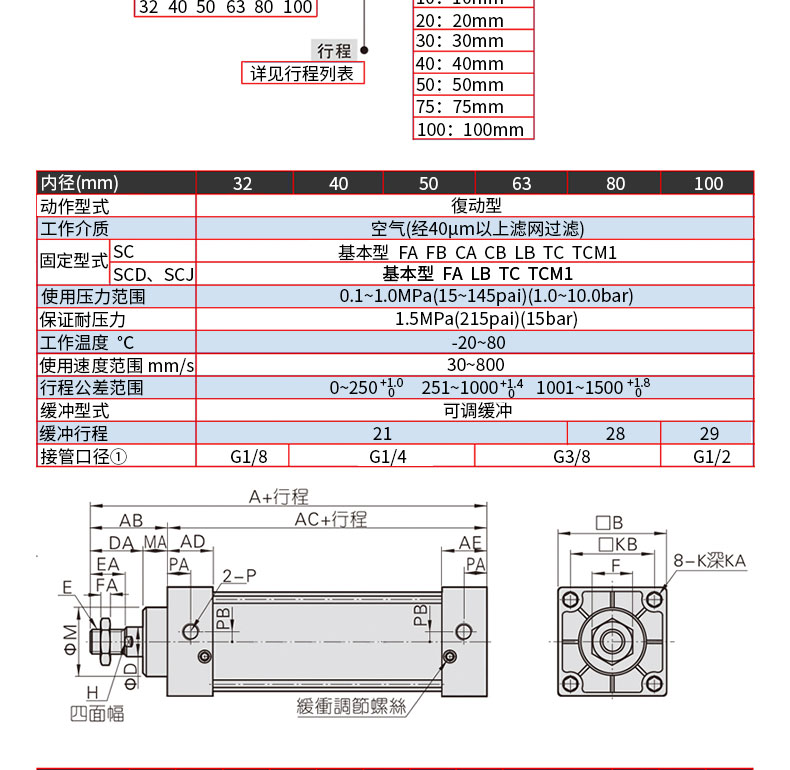 32 40 50 63 80 100
10：10mm
20：20mm
30：30mm
40：40mm
50：50mm
75：75mm
100：100mm
行程
详见行程列表
内径(mm) 32 40 50 63 80 100
动作型式 復動型
工作介质 空气(经40μm以上滤网过滤)
固定型式 SC 基本型 FA FB CA CB LB TC TCM1
SCD、SCJ 基本型 FA LB TC TCM1
使用压力范围 0.1~1.0MPa(15~145pai)(1.0~10.0bar)
保证耐压力 1.5MPa(215pai)(15bar)
工作温度 °C -20~80
使用速度范围 mm/s 30~800
行程公差范围 0~250 +1.0 0 251~1000 +1.4 0 1001~1500 +1.8 0
缓冲型式 可调缓冲
缓冲行程 21 28 29
接管口径① G1/8 G1/4 G3/8 G1/2
A+行程
AB AC+行程
DA MA AD AE
EA PA PA
FA
E
2-P
PB PB
ΦM
ΦD
H
四面幅
緩衝調節螺絲
□B
□KB
F
8-K深KA